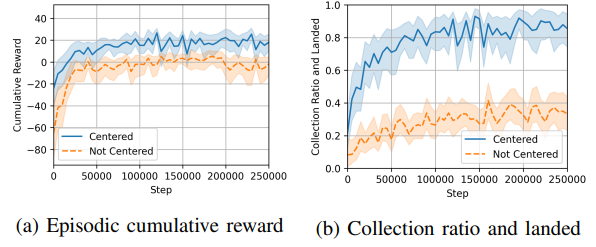 40
20
0
−20
−40
−60
−80
Cumulative Reward
Centered
Not Centered
0 50000 100000 150000 200000 250000
Step
(a) Episodic cumulative reward
1.0
0.8
0.6
0.4
0.2
0.0
Collection Ratio and Landed
Centered
Not Centered
0 50000 100000 150000 200000 250000
Step
(b) Collection ratio and landed